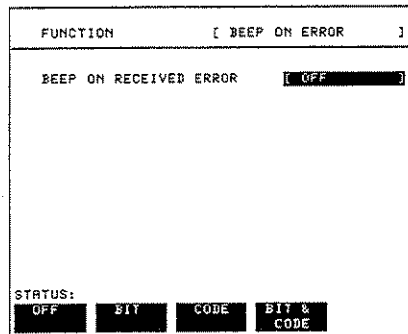 FUNCTION [ BEEP ON ERROR ]
BEEP ON RECEIVED ERROR [ OFF ]
STATUS:
OFF BIT CODE BIT &
CODE